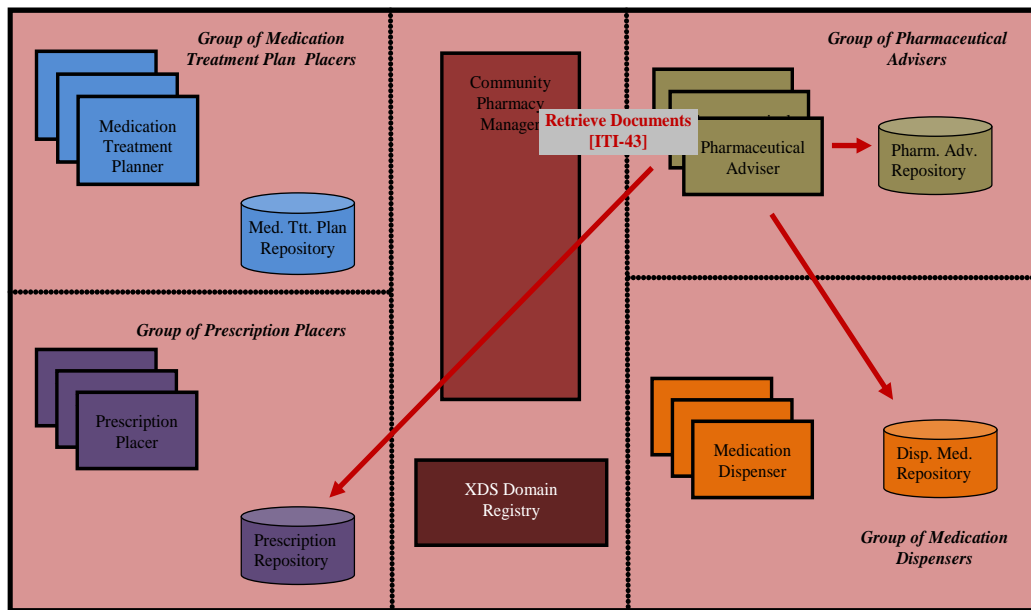 Group of Medication
Treatment Plan  Placers
Medication
Treatment
Planner
Med. Ttt. Plan
Repository
Community
Pharmacy
Manager
Retrieve Documents
[ITI-43]
Group of Pharmaceutical
Advisers
Pharmaceutical
Adviser
Pharm. Adv.
Repository
Group of Prescription Placers
Prescription
Placer
Prescription
Repository
XDS Domain
Registry
Medication
Dispenser
Disp. Med.
Repository
Group of Medication
Dispensers